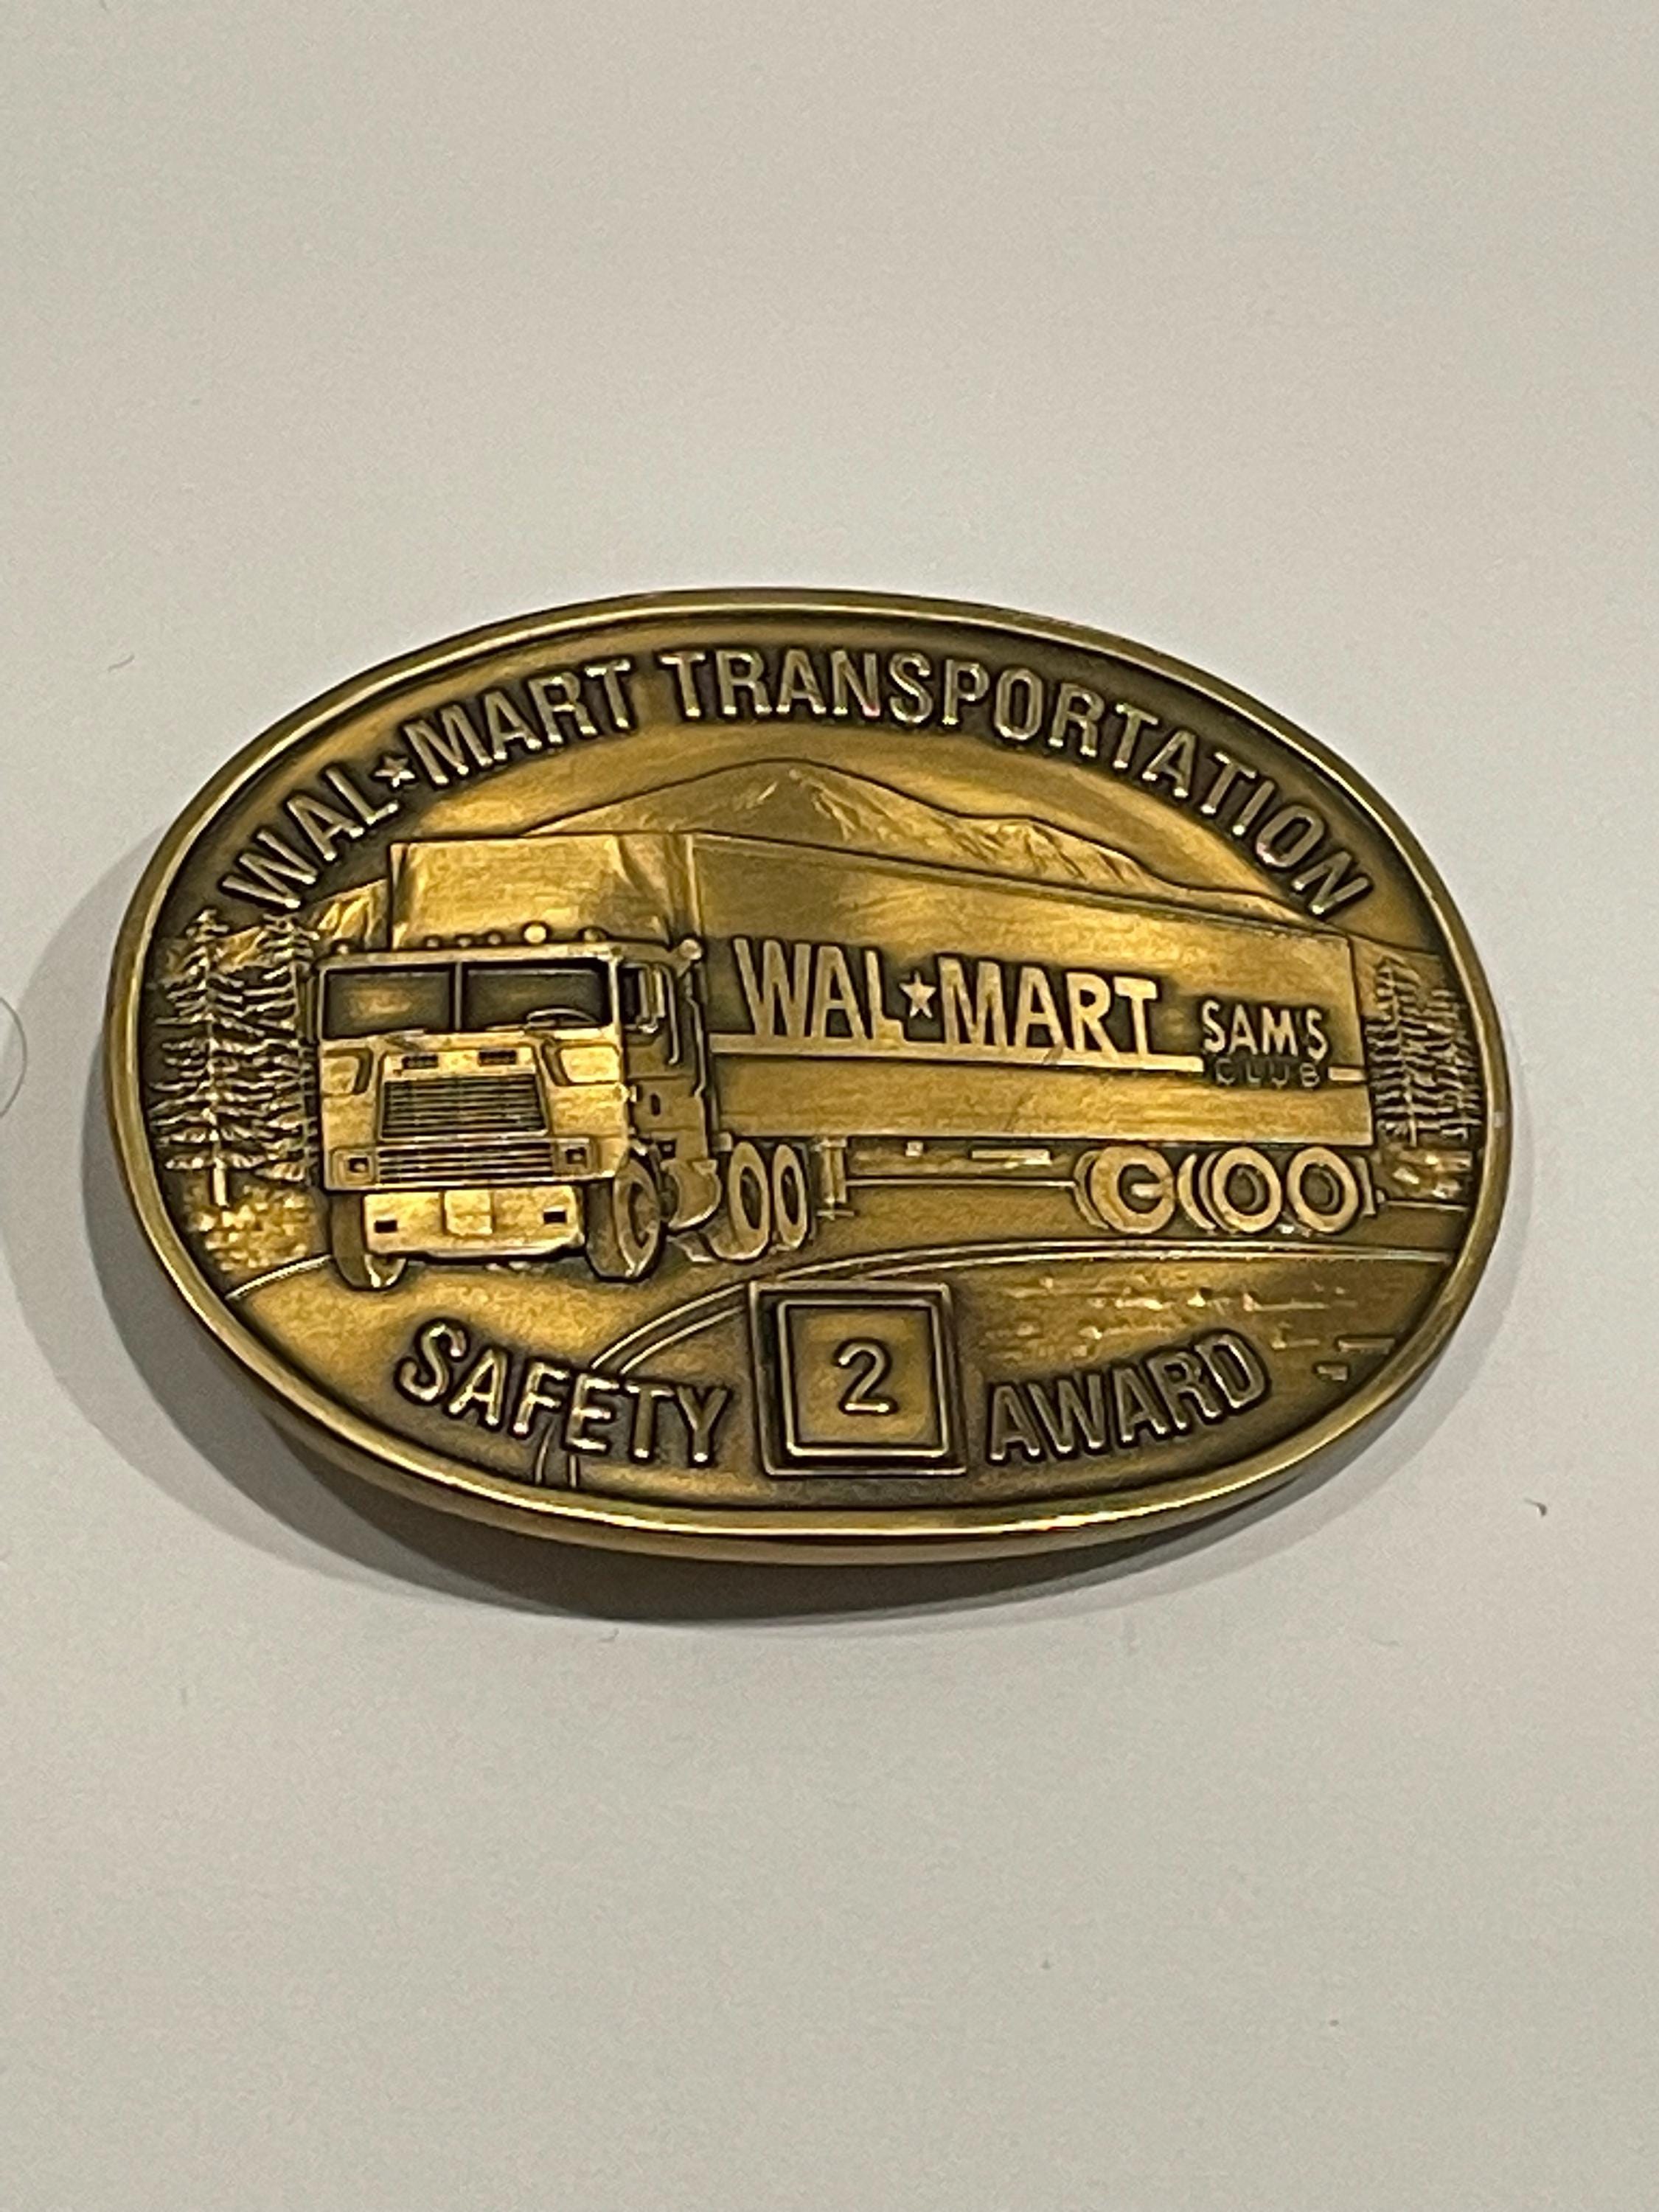 WAL★MART TRANSPORTATION
WAL★MART
SAM'S
CLUB
SAFETY 2 AWARD